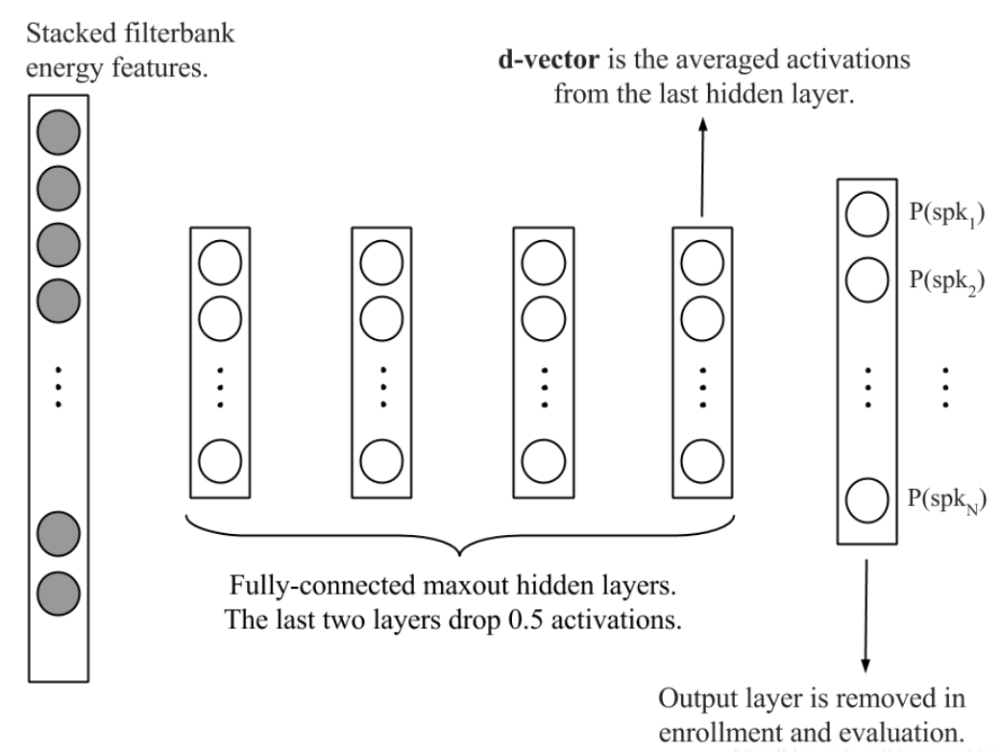 Stacked filterbank
energy features.
d-vector is the averaged activations
from the last hidden layer.
P(spk₁)
P(spk₂)
P(spk_N)
Fully-connected maxout hidden layers.
The last two layers drop 0.5 activations.
Output layer is removed in
enrollment and evaluation.